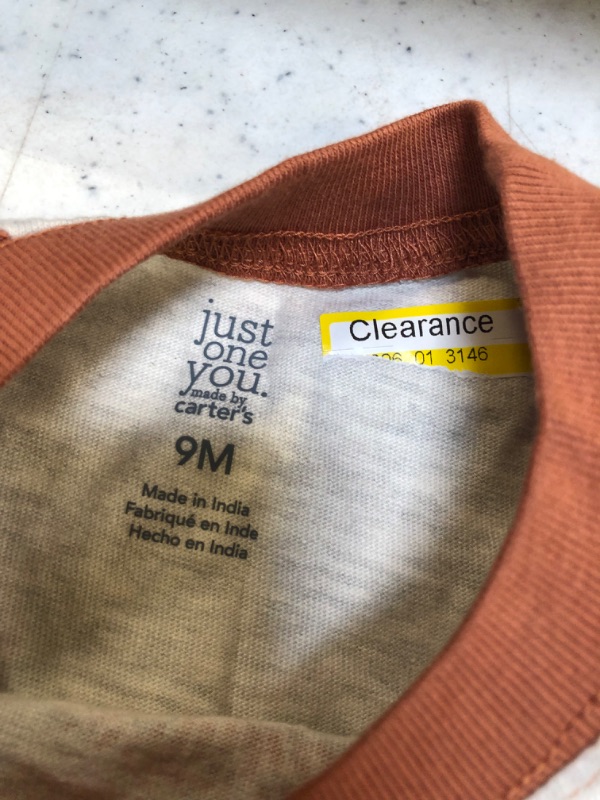 just
one
you.
made by
carter's
9M
Made in India
Fabriqué en Inde
Hecho en India
Clearance
01 3146